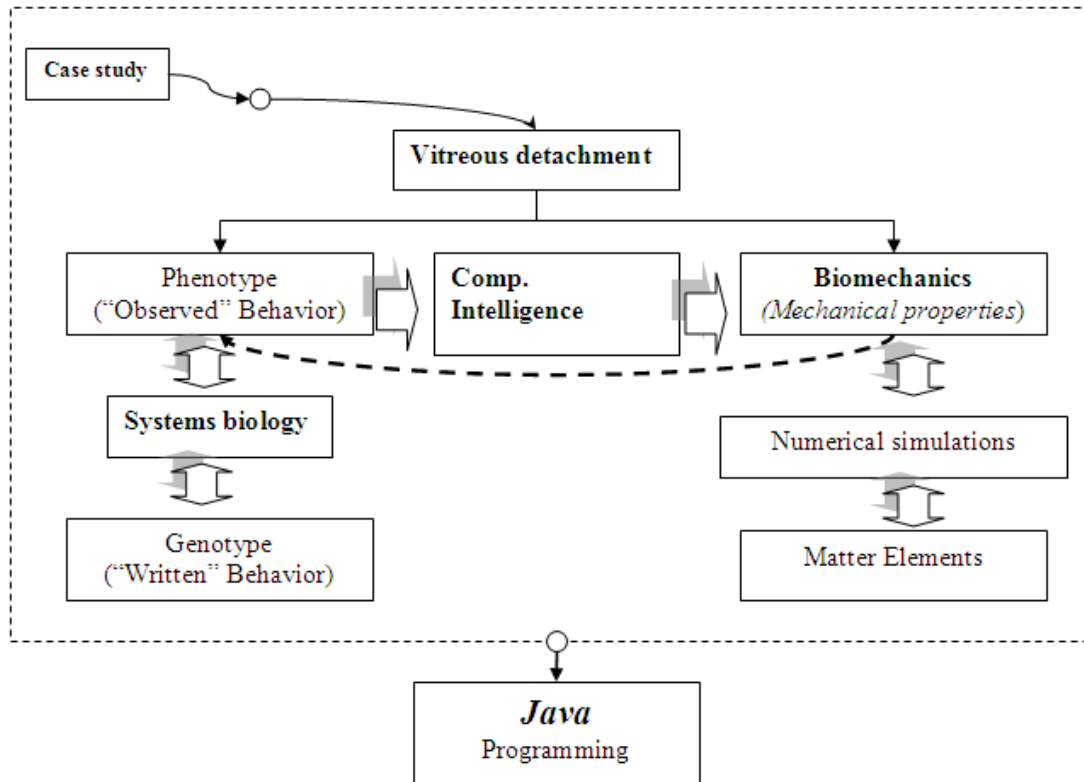 Case study
Vitreous detachment
Phenotype
(“Observed” Behavior)
Comp.
Intelligence
Biomechanics
(Mechanical properties)
Systems biology
Numerical simulations
Genotype
(“Written” Behavior)
Matter Elements
Java
Programming